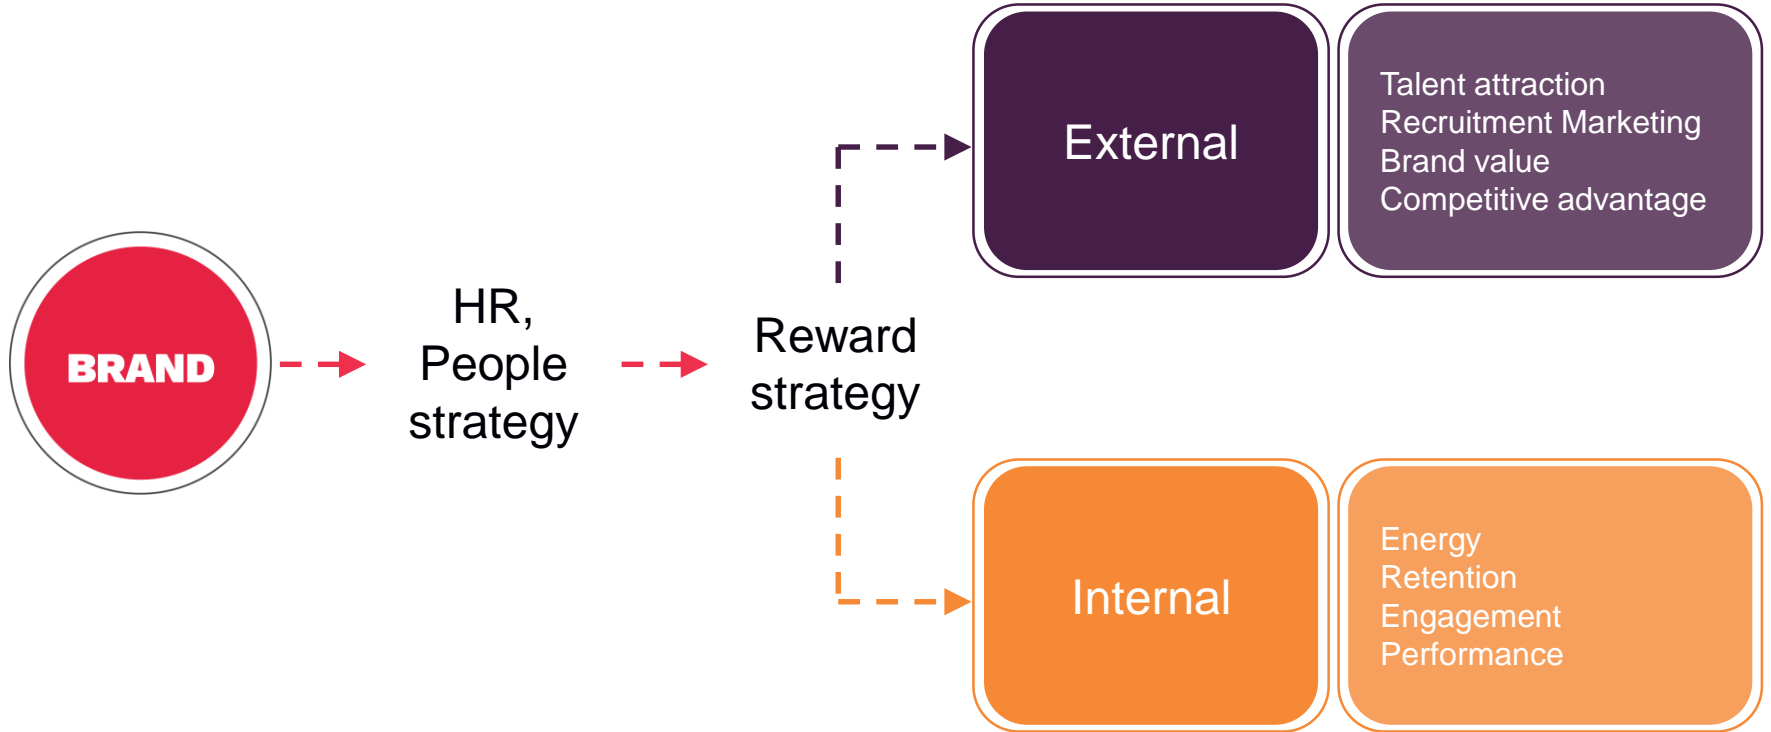 BRAND
HR,
People
strategy
Reward
strategy
External
Talent attraction
Recruitment Marketing
Brand value
Competitive advantage
Internal
Energy
Retention
Engagement
Performance